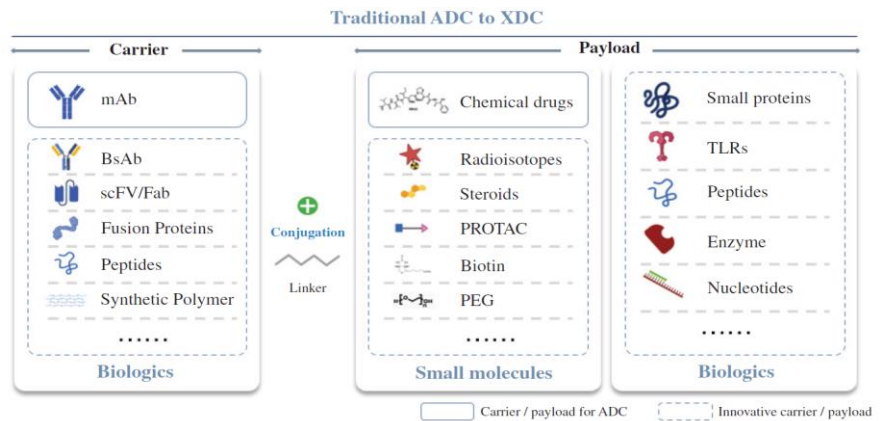 Traditional ADC to XDC
Carrier
Payload
mAb
BsAb
scFV/Fab
Fusion Proteins
Peptides
Synthetic Polymer
......
Biologics
Conjugation
Linker
Chemical drugs
Radioisotopes
Steroids
PROTAC
Biotin
PEG
......
Small molecules
Small proteins
TLRs
Peptides
Enzyme
Nucleotides
......
Biologics
Carrier / payload for ADC
Innovative carrier / payload